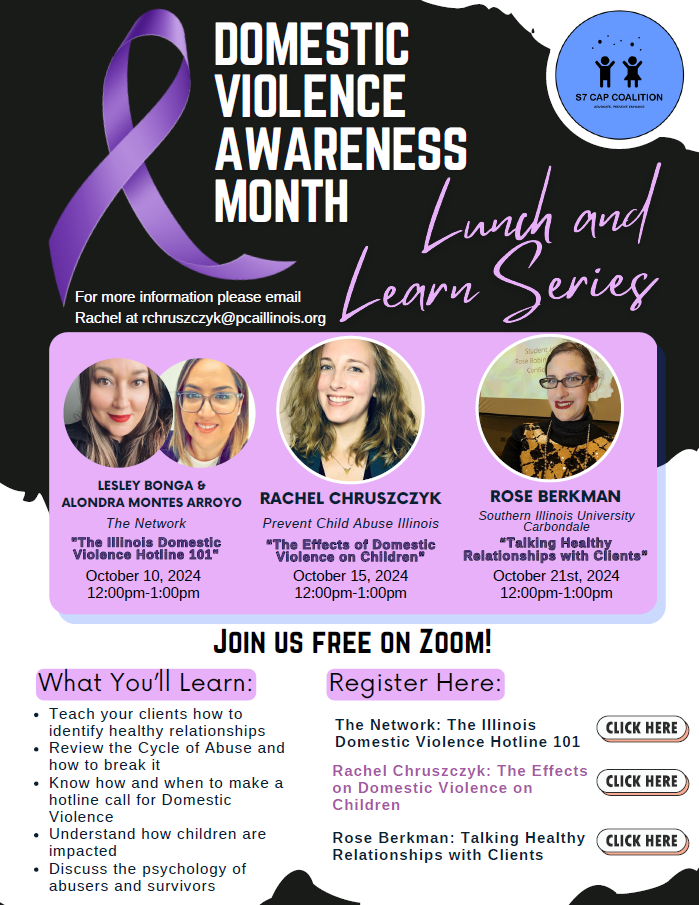 DOMESTIC
VIOLENCE
AWARENESS
MONTH
S7 CAP COALITION
Lunch and
Learn Series
For more information please email
Rachel at rchruszczyk@pcaillinois.org
LESLEY BONGA &
ALONDRA MONTES ARROYO
The Network
"The Illinois Domestic
Violence Hotline 101"
October 10, 2024
12:00pm-1:00pm
RACHEL CHRUSZCZYK
Prevent Child Abuse Illinois
"The Effects of Domestic
Violence on Children"
October 15, 2024
12:00pm-1:00pm
Student
ROSE BERKMAN
Southern Illinois University
Carbondale
"Talking Healthy
Relationships with Clients"
October 21st, 2024
12:00pm-1:00pm
JOIN US FREE ON ZOOM!
What You'll Learn:
• Teach your clients how to
identify healthy relationships
• Review the Cycle of Abuse and
how to break it
• Know how and when to make a
hotline call for Domestic
Violence
• Understand how children are
impacted
• Discuss the psychology of
abusers and survivors
Register Here:
The Network: The Illinois
Domestic Violence Hotline 101
CLICK HERE
Rachel Chruszczyk: The Effects
on Domestic Violence on
Children
CLICK HERE
Rose Berkman: Talking Healthy
Relationships with Clients
CLICK HERE